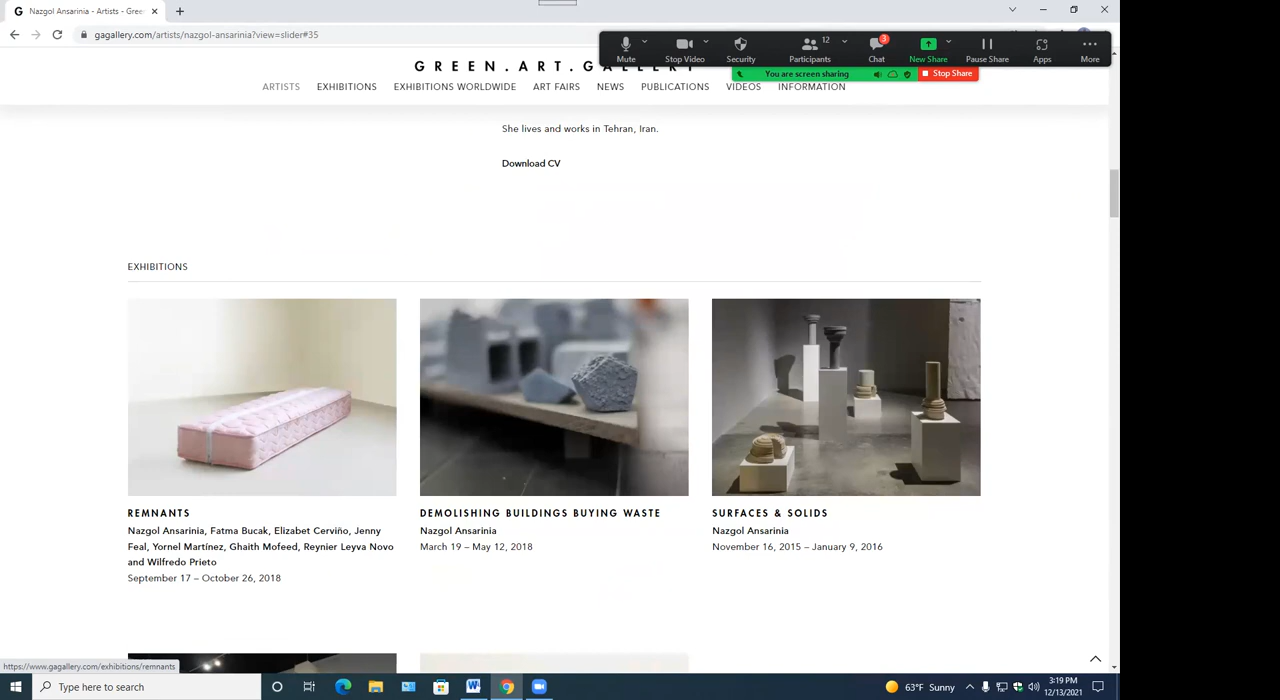 Nazgol Ansarinia - Artists - Gree
gagallery.com/artists/nazgol-ansarinia?view=slider#35
Mute
Stop Video
Security
12
Participants
3
Chat
New Share
Pause Share
Apps
More
You are screen sharing
Stop Share
GREEN.ART.GALLERY
ARTISTS
EXHIBITIONS
EXHIBITIONS WORLDWIDE
ART FAIRS
NEWS
PUBLICATIONS
VIDEOS
INFORMATION
She lives and works in Tehran, Iran.
Download CV
EXHIBITIONS
REMNANTS
Nazgol Ansarinia, Fatma Bucak, Elizabet Cerviño, Jenny
Feal, Yornel Martínez, Ghaith Mofeed, Reynier Leyva Novo
and Wilfredo Prieto
September 17 – October 26, 2018
DEMOLISHING BUILDINGS BUYING WASTE
Nazgol Ansarinia
March 19 – May 12, 2018
SURFACES & SOLIDS
Nazgol Ansarinia
November 16, 2015 – January 9, 2016
https://www.gagallery.com/exhibitions/remnants
Type here to search
63°F Sunny
3:19 PM
12/13/2021